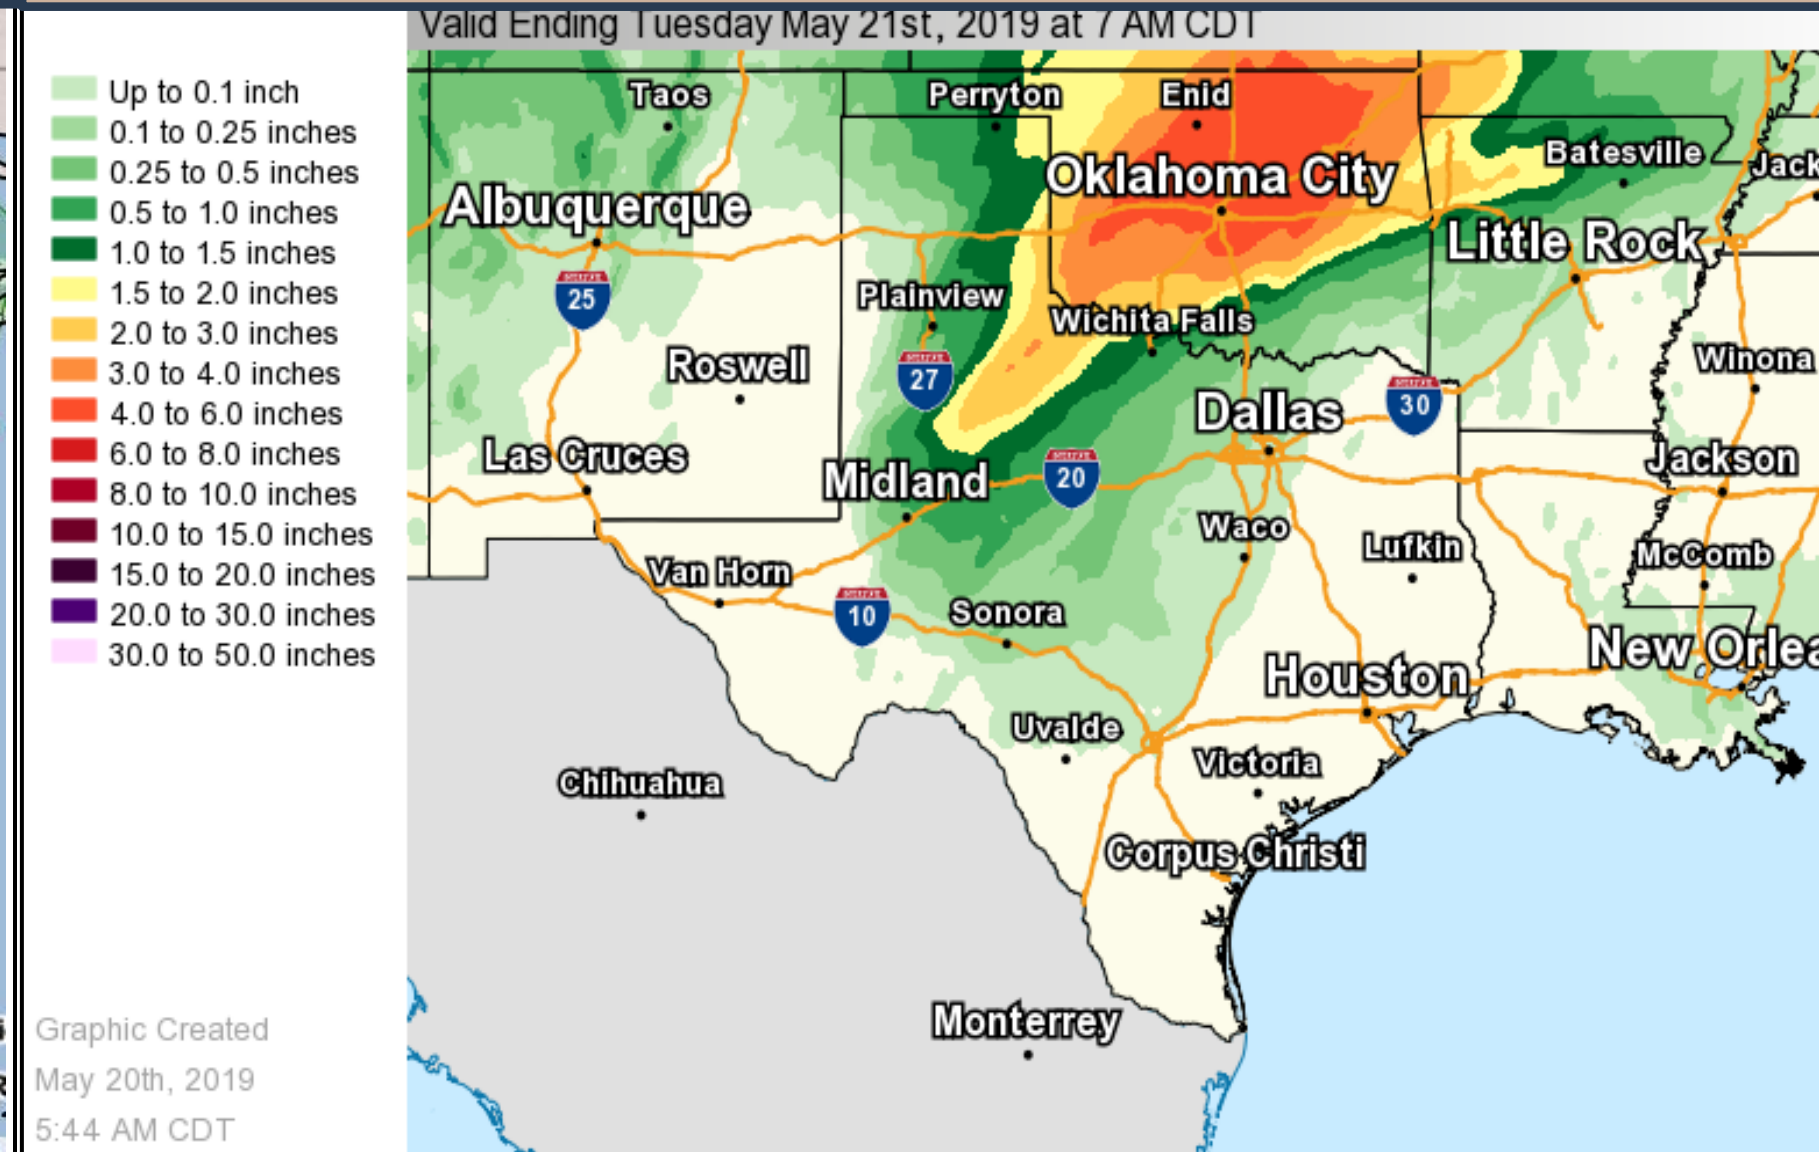 Valid Ending Tuesday May 21st, 2019 at 7 AM CDT
Up to 0.1 inch
0.1 to 0.25 inches
0.25 to 0.5 inches
0.5 to 1.0 inches
1.0 to 1.5 inches
1.5 to 2.0 inches
2.0 to 3.0 inches
3.0 to 4.0 inches
4.0 to 6.0 inches
6.0 to 8.0 inches
8.0 to 10.0 inches
10.0 to 15.0 inches
15.0 to 20.0 inches
20.0 to 30.0 inches
30.0 to 50.0 inches
Graphic Created
May 20th, 2019
5:44 AM CDT
Taos
Perryton
Enid
Batesville
Jack
Oklahoma City
Albuquerque
Little Rock
25
Plainview
Wichita Falls
Roswell
Winona
27
30
Dallas
Las Cruces
Jackson
Midland
20
Waco
Lufkin
McComb
Van Horn
10
Sonora
New Orlea
Houston
Uvalde
Victoria
Chihuahua
Corpus Christi
Monterrey